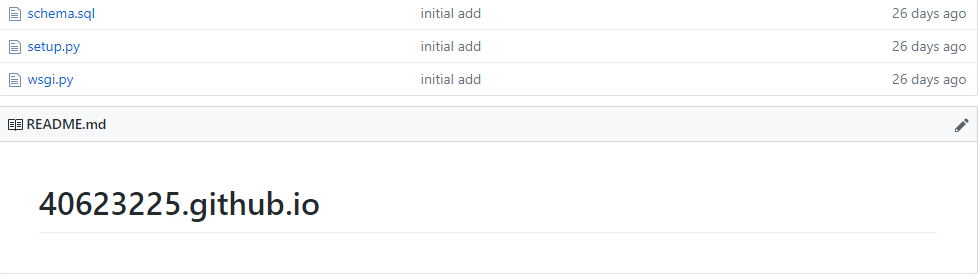 schema.sql initial add 26 days ago
setup.py initial add 26 days ago
wsgi.py initial add 26 days ago
README.md
40623225.github.io